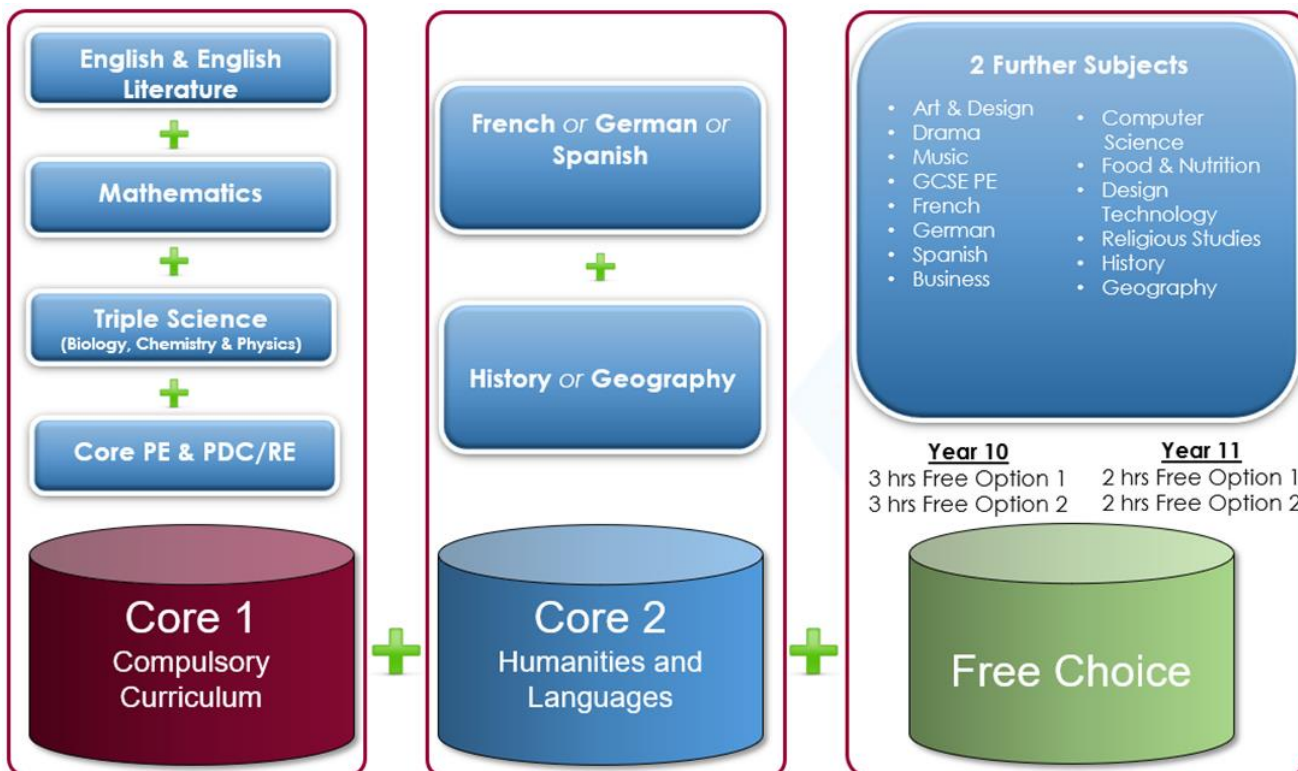 English & English
Literature
Mathematics
Triple Science
(Biology, Chemistry & Physics)
Core PE & PDC/RE
Core 1
Compulsory
Curriculum
French or German or
Spanish
History or Geography
Core 2
Humanities and
Languages
2 Further Subjects
• Art & Design
• Drama
• Music
• GCSE PE
• French
• German
• Spanish
• Business
• Computer
Science
• Food & Nutrition
• Design
Technology
• Religious Studies
• History
• Geography
Year 10
3 hrs Free Option 1
3 hrs Free Option 2
Year 11
2 hrs Free Option 1
2 hrs Free Option 2
Free Choice